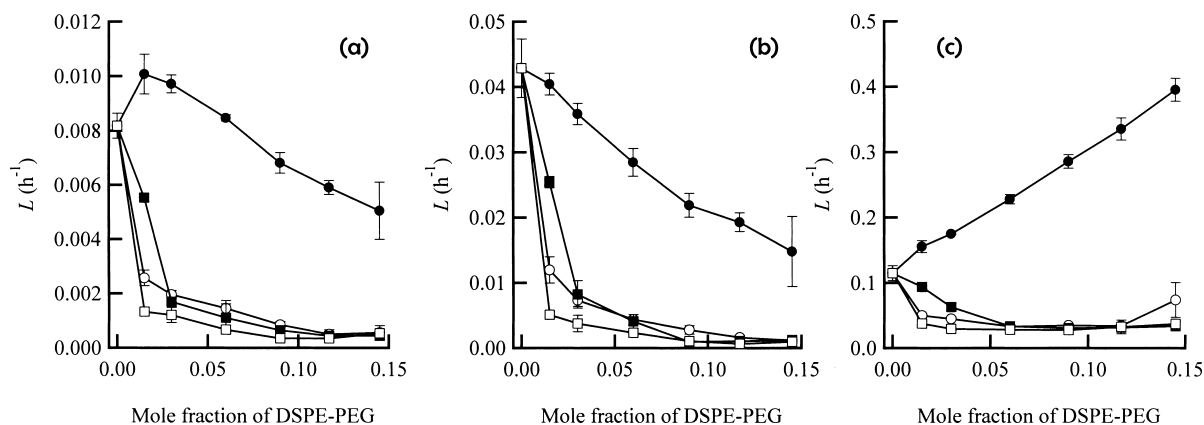 (a)
0.012
0.010
0.008
0.006
0.004
0.002
0.000
L (h⁻¹)
0.00 0.05 0.10 0.15
Mole fraction of DSPE-PEG
(b)
0.05
0.04
0.03
0.02
0.01
0.0
L (h⁻¹)
0.00 0.05 0.10 0.15
Mole fraction of DSPE-PEG
(c)
0.5
0.4
0.3
0.2
0.1
0.0
L (h⁻¹)
0.00 0.05 0.10 0.15
Mole fraction of DSPE-PEG